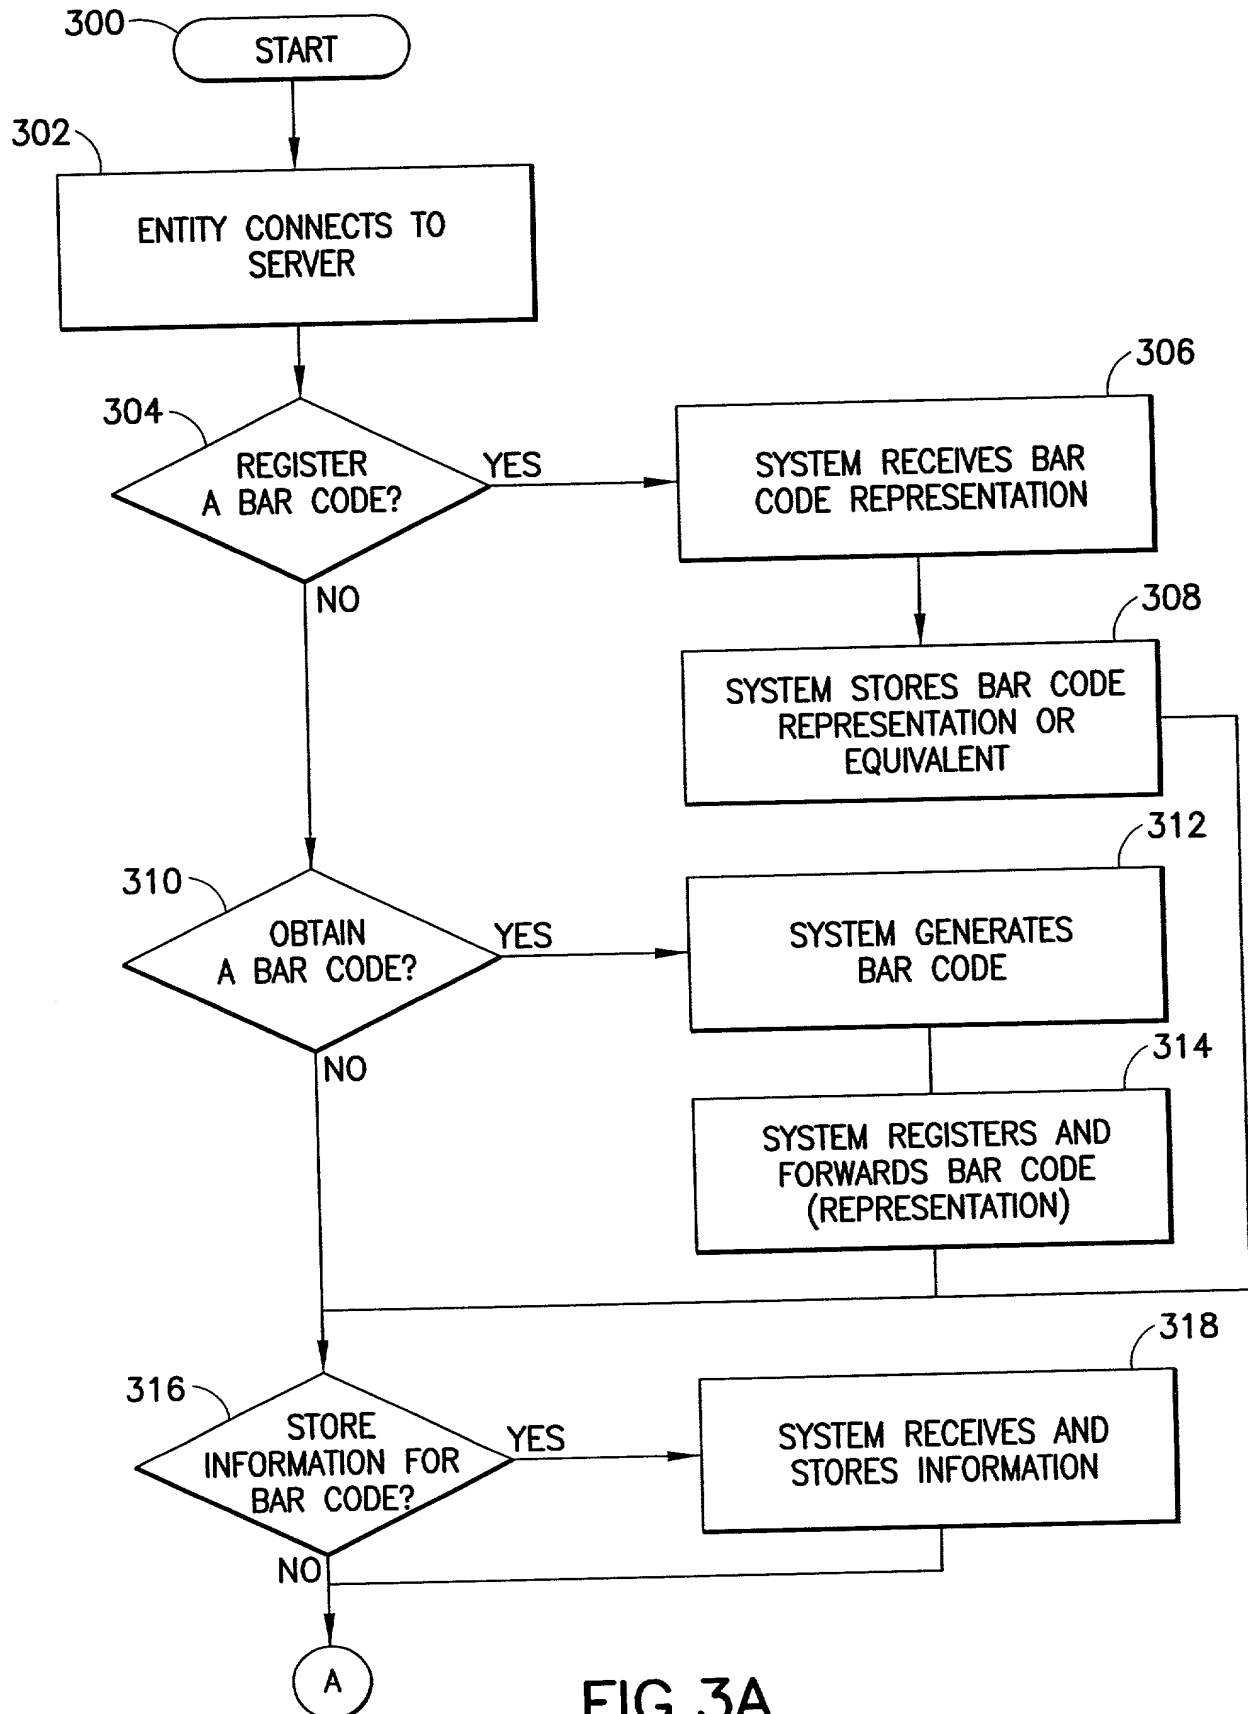 300
START
302
ENTITY CONNECTS TO
SERVER
304
REGISTER
A BAR CODE?
YES
NO
306
SYSTEM RECEIVES BAR
CODE REPRESENTATION
308
SYSTEM STORES BAR CODE
REPRESENTATION OR
EQUIVALENT
310
OBTAIN
A BAR CODE?
YES
NO
312
SYSTEM GENERATES
BAR CODE
314
SYSTEM REGISTERS AND
FORWARDS BAR CODE
(REPRESENTATION)
316
STORE
INFORMATION FOR
BAR CODE?
YES
NO
318
SYSTEM RECEIVES AND
STORES INFORMATION
A
FIG.3A